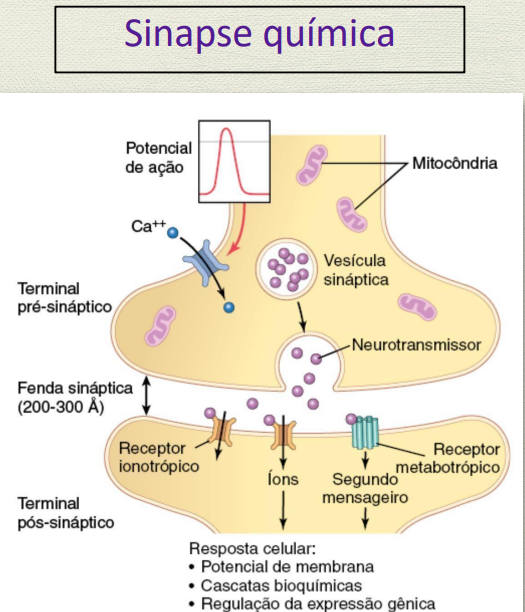 Sinapse química
Potencial
de ação
Mitocôndria
Ca++
Vesícula
sináptica
Terminal
pré-sináptico
Neurotransmissor
Fenda sináptica
(200-300 Å)
Receptor
ionotrópico
Íons
Segundo
mensageiro
Receptor
metabotrópico
Terminal
pós-sináptico
Resposta celular:
• Potencial de membrana
• Cascatas bioquímicas
• Regulação da expressão gênica